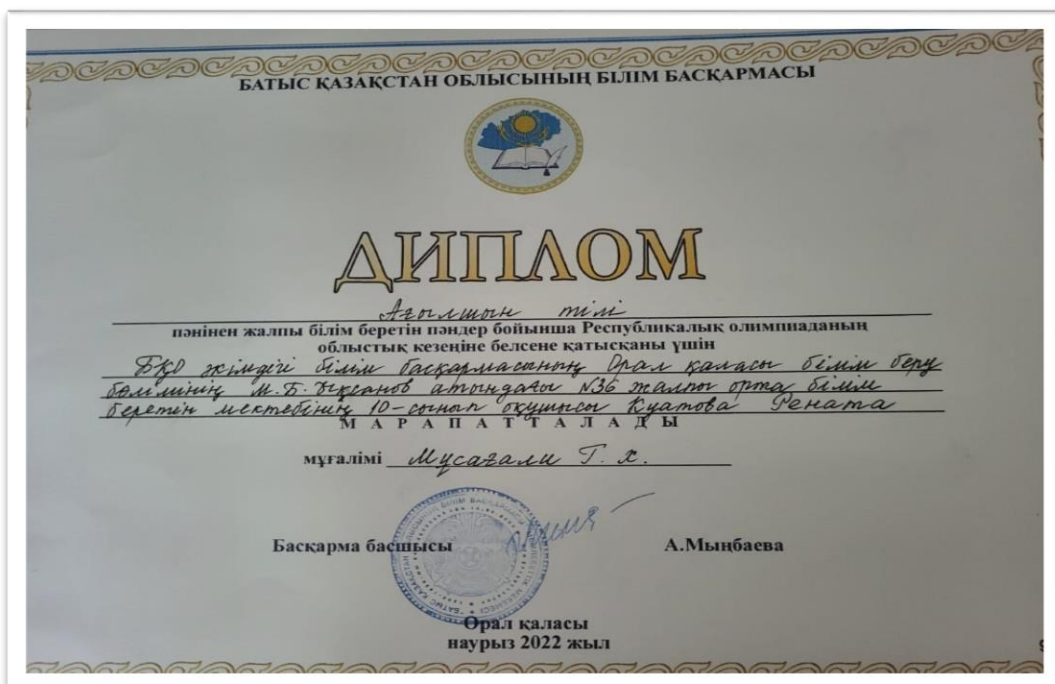 БАТЫС ҚАЗАҚСТАН ОБЛЫСЫНЫҢ БІЛІМ БАСҚАРМАСЫ
ДИПЛОМ
Ағылшын тілі
пәнінен жалпы білім беретін пәндер бойынша Республикалық олимпиаданың
облыстық кезеңіне белсене қатысқаны үшін
БҚО әкімдігі білім басқармасының Орал қаласы білім беру
бөлімінің М.Б. Ықсанов атындағы №36 жалпы орта білім
беретін мектебінің 10-сынып оқушысы Куатова Рената
МАРАПАТТАЛАДЫ
мұғалімі Мусағали Г. х.
Басқарма басшысы А.Мыңбаева
Орал қаласы
наурыз 2022 жыл